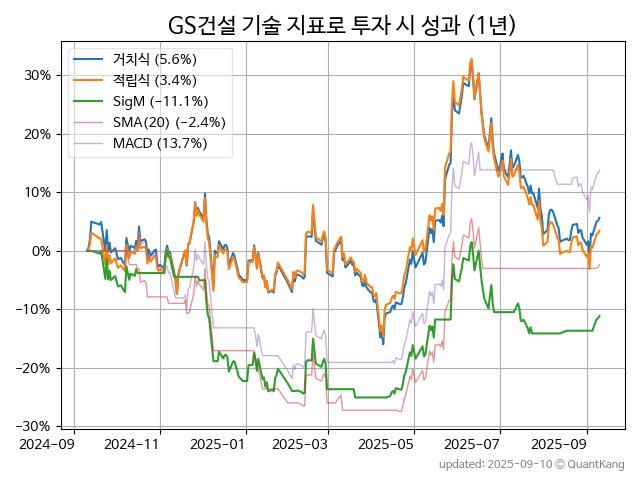 GS건설 기술 지표로 투자 시 성과 (1년)
거치식 (5.6%)
적립식 (3.4%)
SigM (−11.1%)
SMA(20) (−2.4%)
MACD (13.7%)
30%
20%
10%
0%
−10%
−20%
−30%
2024-09 2024-11 2025-01 2025-03 2025-05 2025-07 2025-09
updated: 2025-09-10 © QuantKang